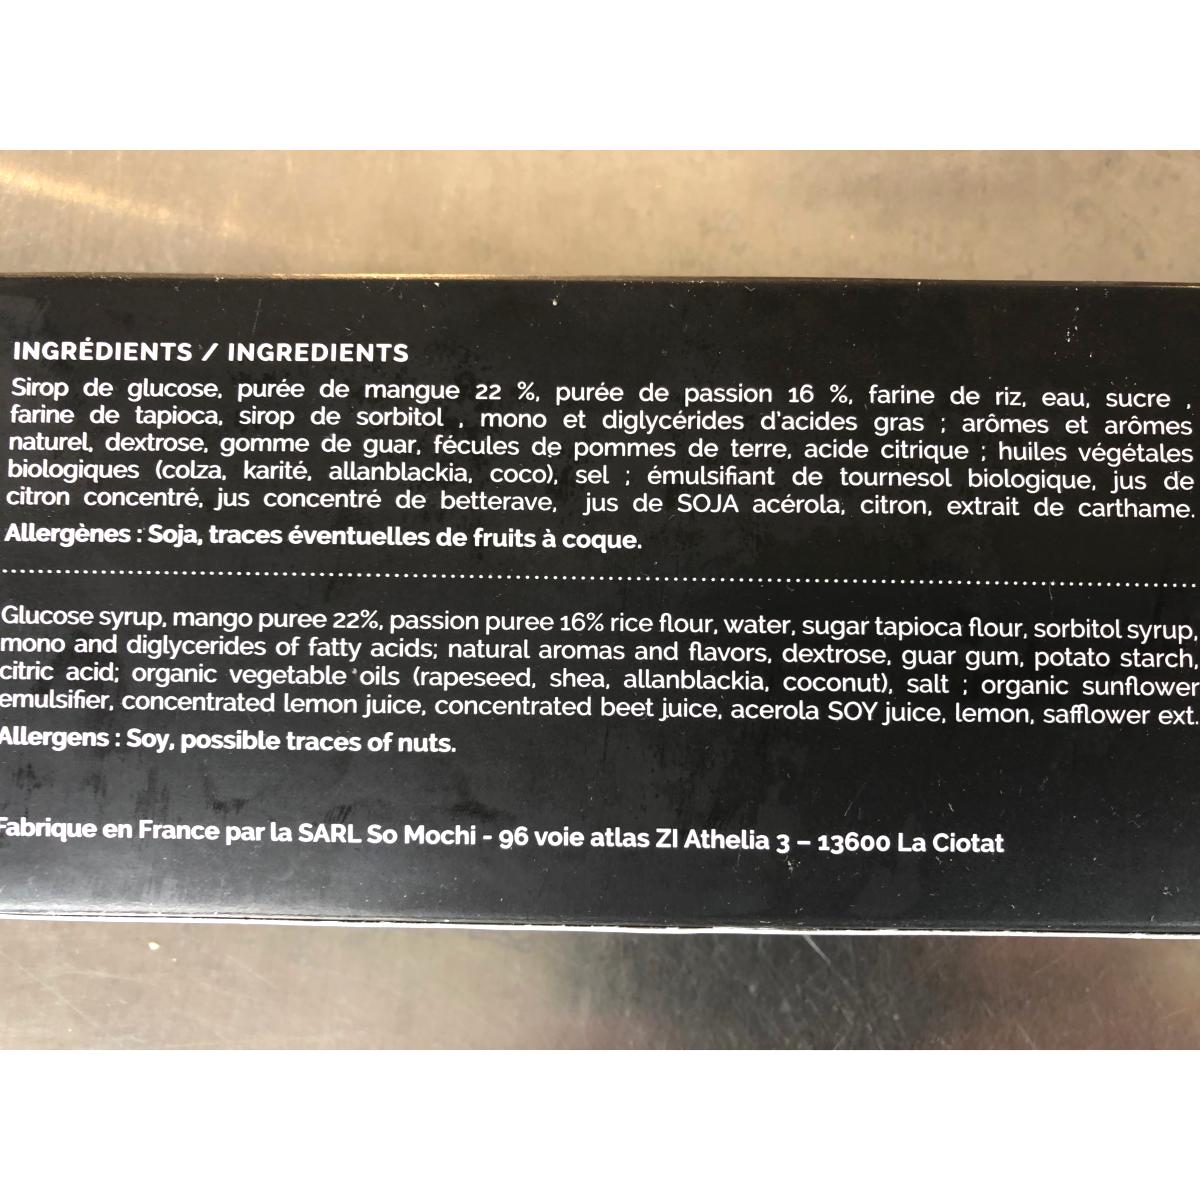 INGRÉDIENTS / INGREDIENTS
Sirop de glucose, purée de mangue 22 %, purée de passion 16 %, farine de riz, eau, sucre ,
farine de tapioca, sirop de sorbitol , mono et diglycérides d'acides gras ; arômes et arômes
naturel, dextrose, gomme de guar, fécules de pommes de terre, acide citrique ; huiles végétales
biologiques (colza, karité, allanblackia, coco), sel ; émulsifiant de tournesol biologique, jus de
citron concentré, jus concentré de betterave, jus de SOJA acérola, citron, extrait de carthame.
Allergènes : Soja, traces éventuelles de fruits à coque.
Glucose syrup, mango puree 22%, passion puree 16% rice flour, water, sugar tapioca flour, sorbitol syrup,
mono and diglycerides of fatty acids; natural aromas and flavors, dextrose, guar gum, potato starch,
citric acid; organic vegetable oils (rapeseed, shea, allanblackia, coconut), salt ; organic sunflower
emulsifier, concentrated lemon juice, concentrated beet juice, acerola SOY juice, lemon, safflower ext.
Allergens : Soy, possible traces of nuts.
Fabrique en France par la SARL So Mochi - 96 voie atlas ZI Athelia 3 – 13600 La Ciotat